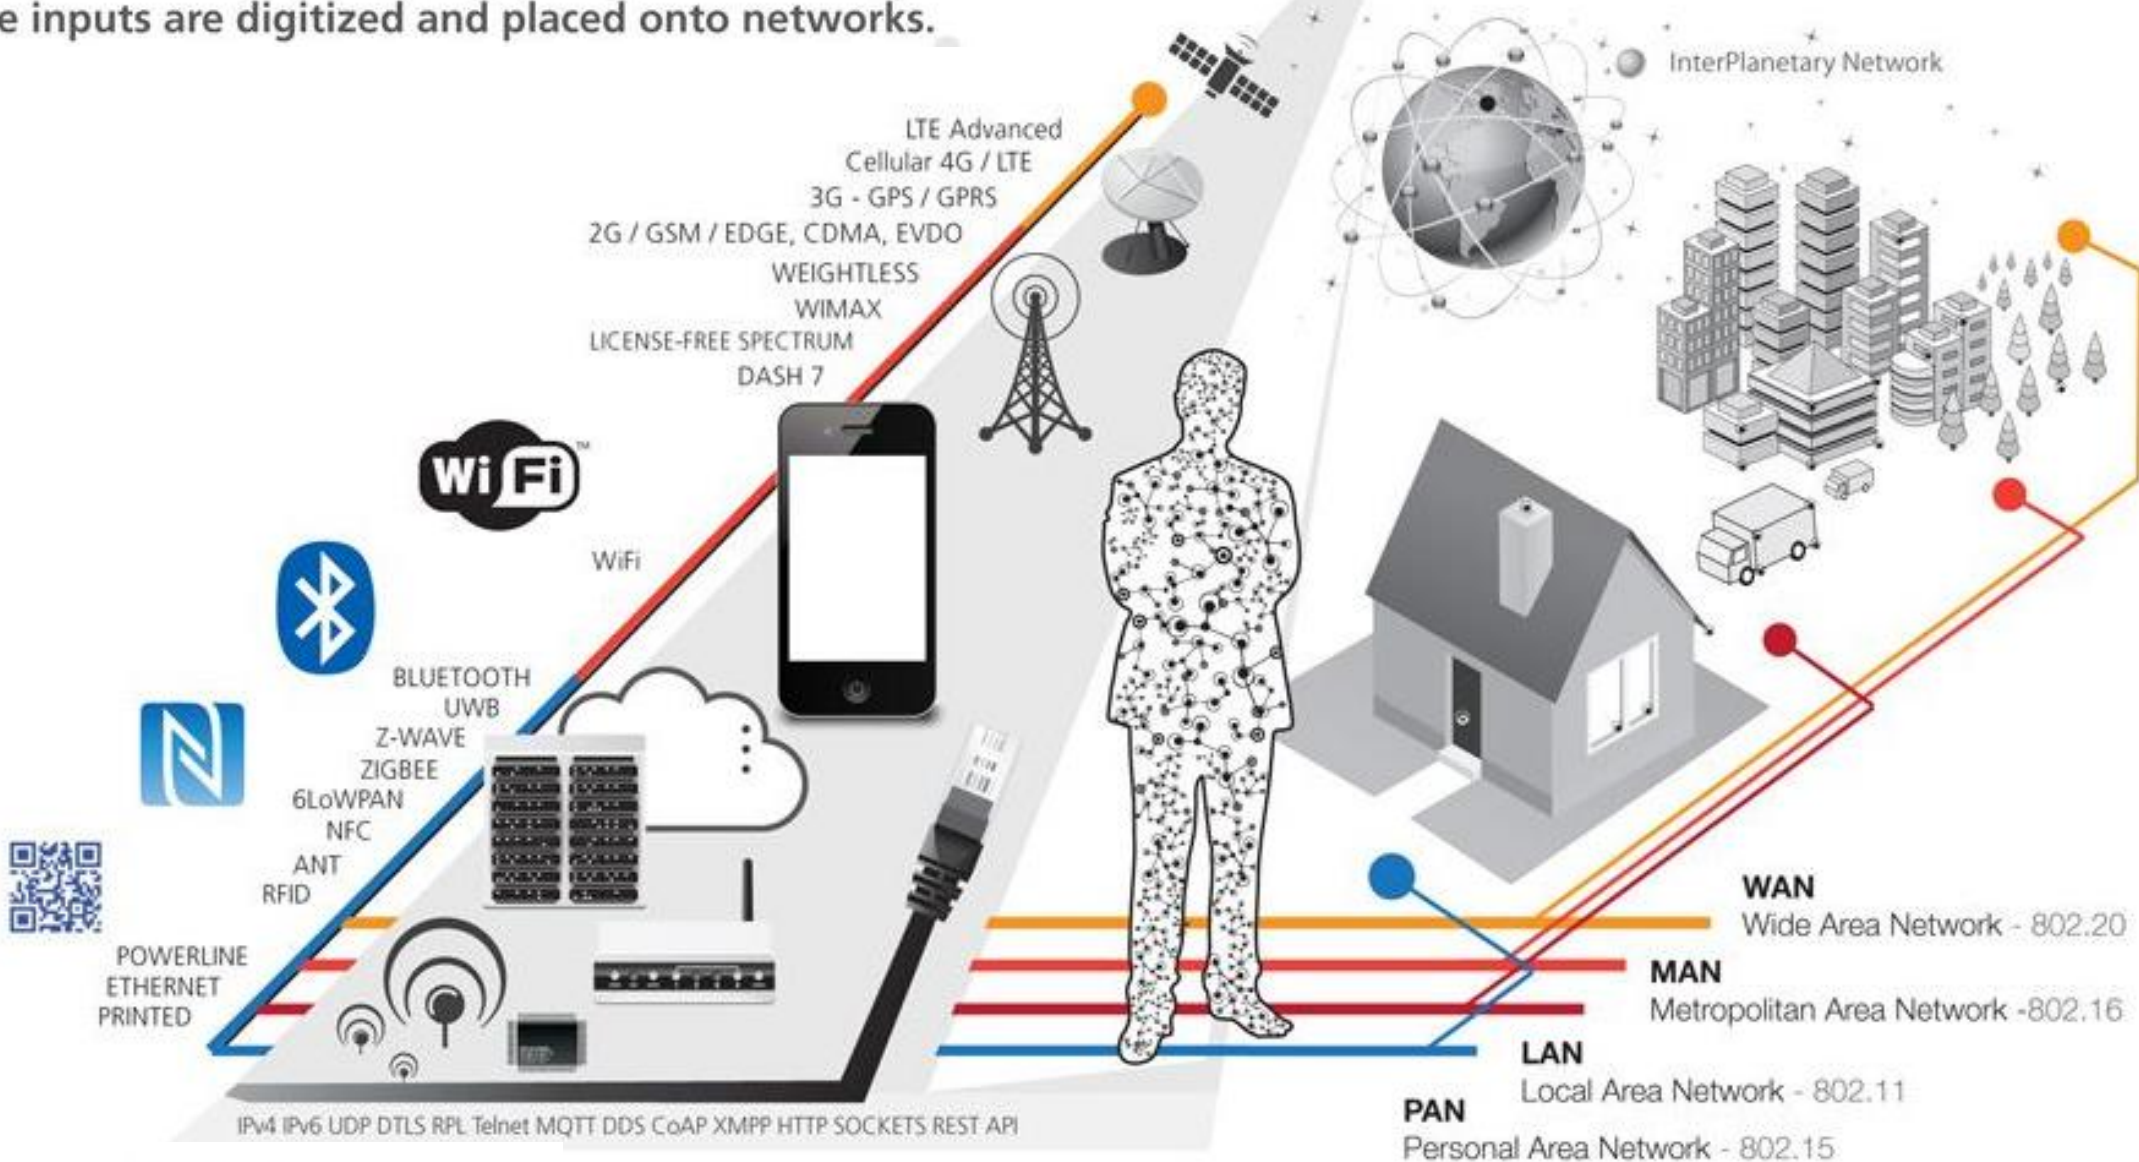 e inputs are digitized and placed onto networks.
InterPlanetary Network
LTE Advanced
Cellular 4G / LTE
3G - GPS / GPRS
2G / GSM / EDGE, CDMA, EVDO
WEIGHTLESS
WIMAX
LICENSE-FREE SPECTRUM
DASH 7
WiFi™
WiFi
BLUETOOTH
UWB
Z-WAVE
ZIGBEE
6LoWPAN
NFC
ANT
RFID
POWERLINE
ETHERNET
PRINTED
WAN
Wide Area Network - 802.20
MAN
Metropolitan Area Network -802.16
LAN
Local Area Network - 802.11
PAN
Personal Area Network - 802.15
IPv4 IPv6 UDP DTLS RPL Telnet MQTT DDS CoAP XMPP HTTP SOCKETS REST API